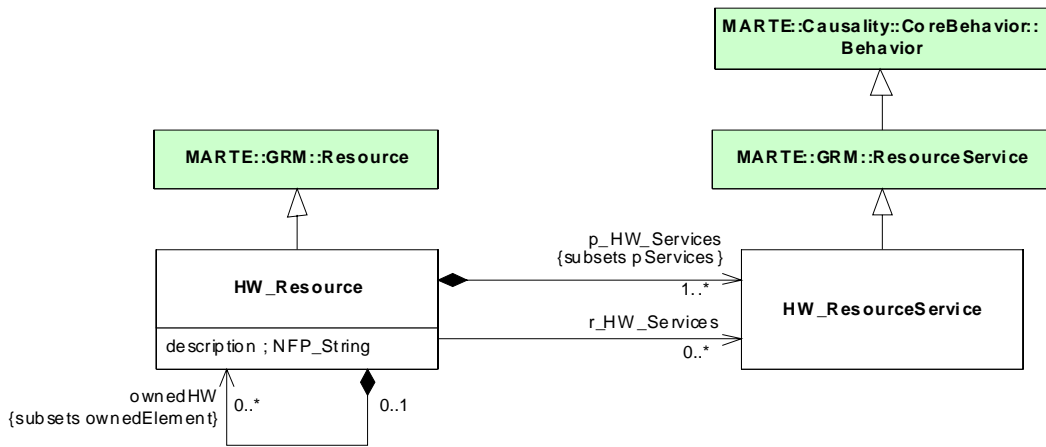 MARTE::Causality::CoreBehavior::
Behavior
MARTE::GRM::Resource
MARTE::GRM::ResourceService
p_HW_Services
{subsets pServices}
1..*
HW_Resource
HW_ResourceService
r_HW_Services
0..*
description ; NFP_String
ownedHW
{subsets ownedElement}
0..*
0..1